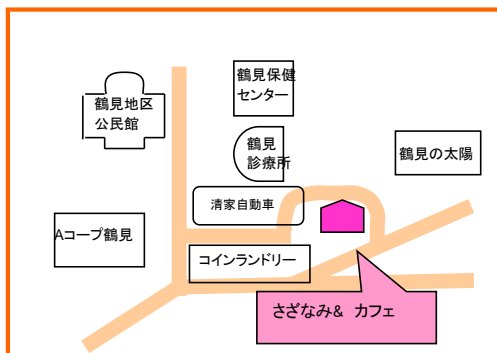 鶴見保健
センター
鶴見地区
公民館
鶴見
診療所
鶴見の太陽
清家自動車
Aコープ鶴見
コインランドリー
さざなみ& カフェ